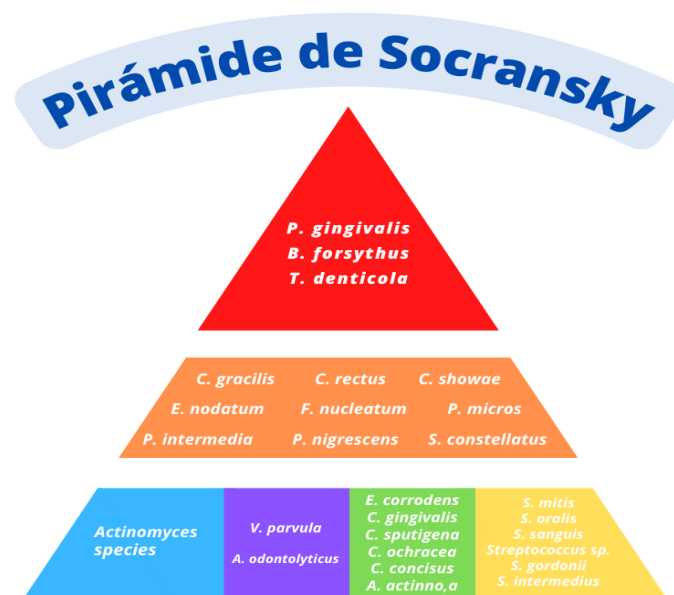 Pirámide de Socransky
P. gingivalis
B. forsythus
T. denticola
C. gracilis C. rectus C. showae
E. nodatum F. nucleatum P. micros
P. intermedia P. nigrescens S. constellatus
Actinomyces
species
V. parvula
A. odontolyticus
E. corrodens
C. gingivalis
C. sputigena
C. ochracea
C. concisus
A. actinno,a
S. mitis
S. oralis
S. sanguis
Streptococcus sp.
S. gordonii
S. intermedius